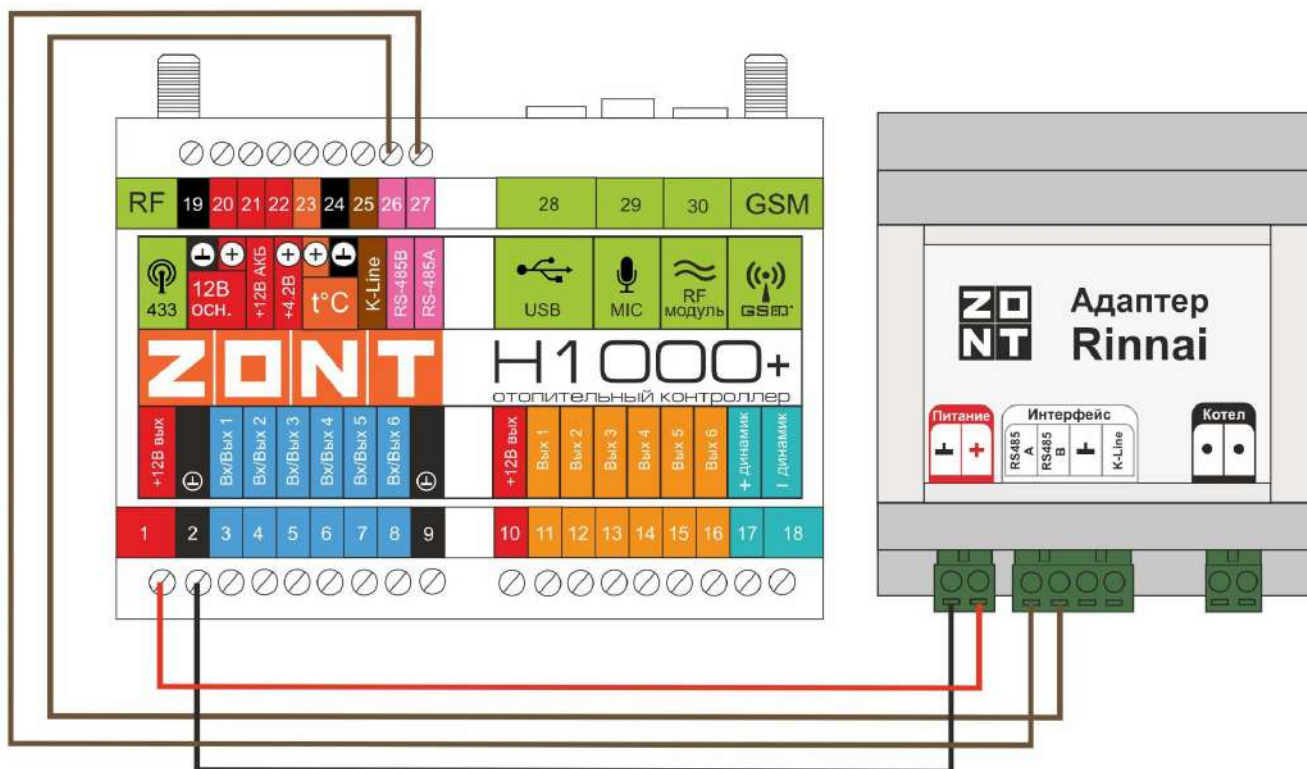 RF 19 20 21 22 23 24 25 26 27 28 29 30 GSM
433
12В
осн.
+12В АКБ
+4.2В
t°C
K-Line
RS-485B
RS-485A
USB
MIC
RF
модуль
GSM
ZONT
H1000+
отопительный контроллер
+12В вых
Вх/Вых 1
Вх/Вых 2
Вх/Вых 3
Вх/Вых 4
Вх/Вых 5
Вх/Вых 6
+12В вых
Вых 1
Вых 2
Вых 3
Вых 4
Вых 5
Вых 6
+ динамик
– динамик
1 2 3 4 5 6 7 8 9 10 11 12 13 14 15 16 17 18
ZO
NT
Адаптер
Rinnai
Питание
+
Интерфейс
RS485
A
RS485
B
K-Line
Котел